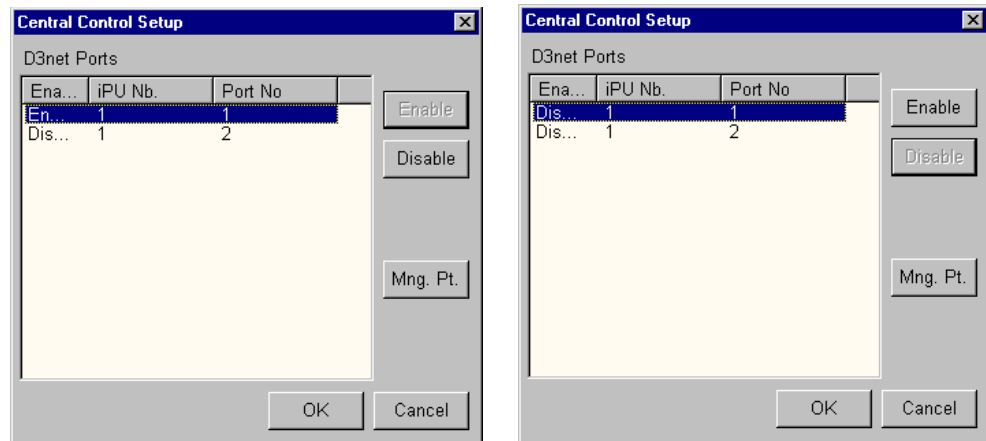 Central Control Setup
D3net Ports
Ena... iPU Nb. Port No
En... 1 1
Dis... 1 2
Enable
Disable
Mng. Pt.
OK Cancel
Central Control Setup
D3net Ports
Ena... iPU Nb. Port No
Dis... 1 1
Dis... 1 2
Enable
Disable
Mng. Pt.
OK Cancel